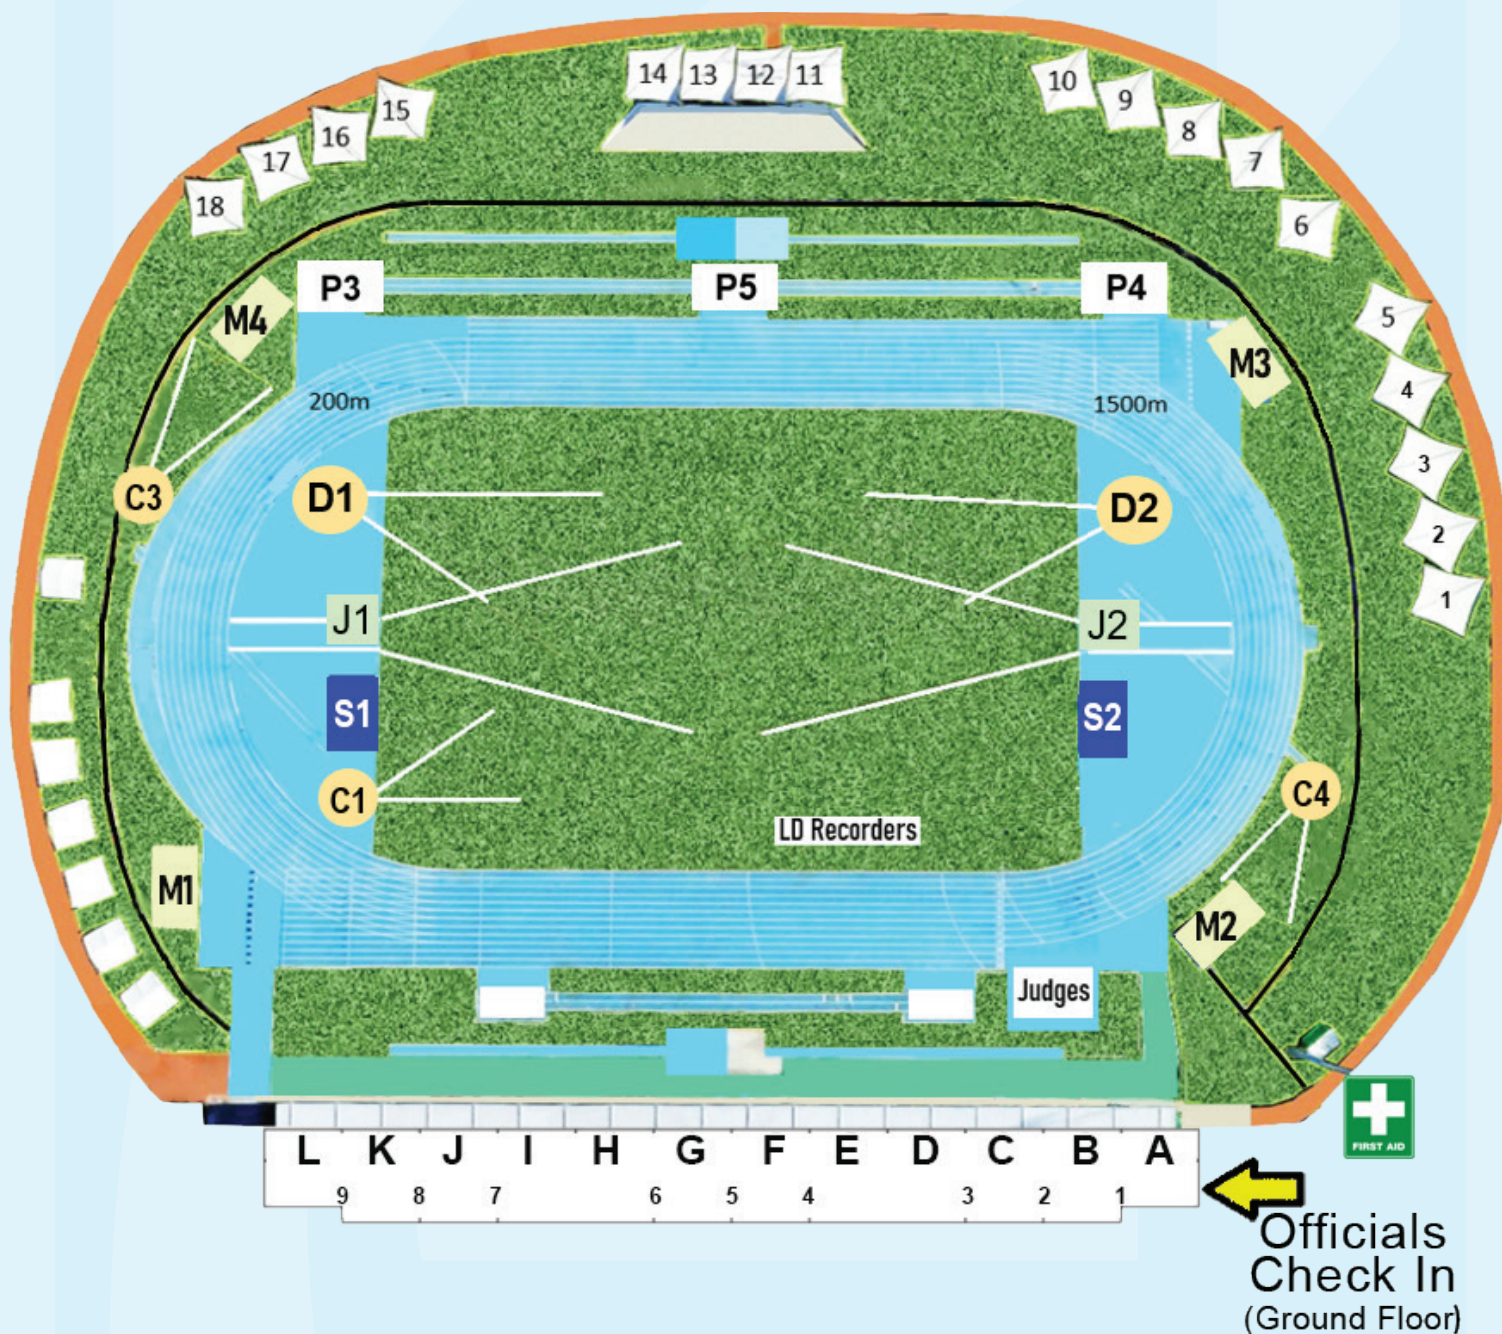 14 13 12 11
10
9
8
7
6
15
16
17
18
5
4
3
2
1
P3 P5 P4
M4
M3
200m
1500m
C3
D1
D2
J1
J2
S1
S2
C1
C4
LD Recorders
M1
M2
Judges
FIRST AID
L K J I H G F E D C B A
9 8 7 6 5 4 3 2 1
Officials
Check In
(Ground Floor)